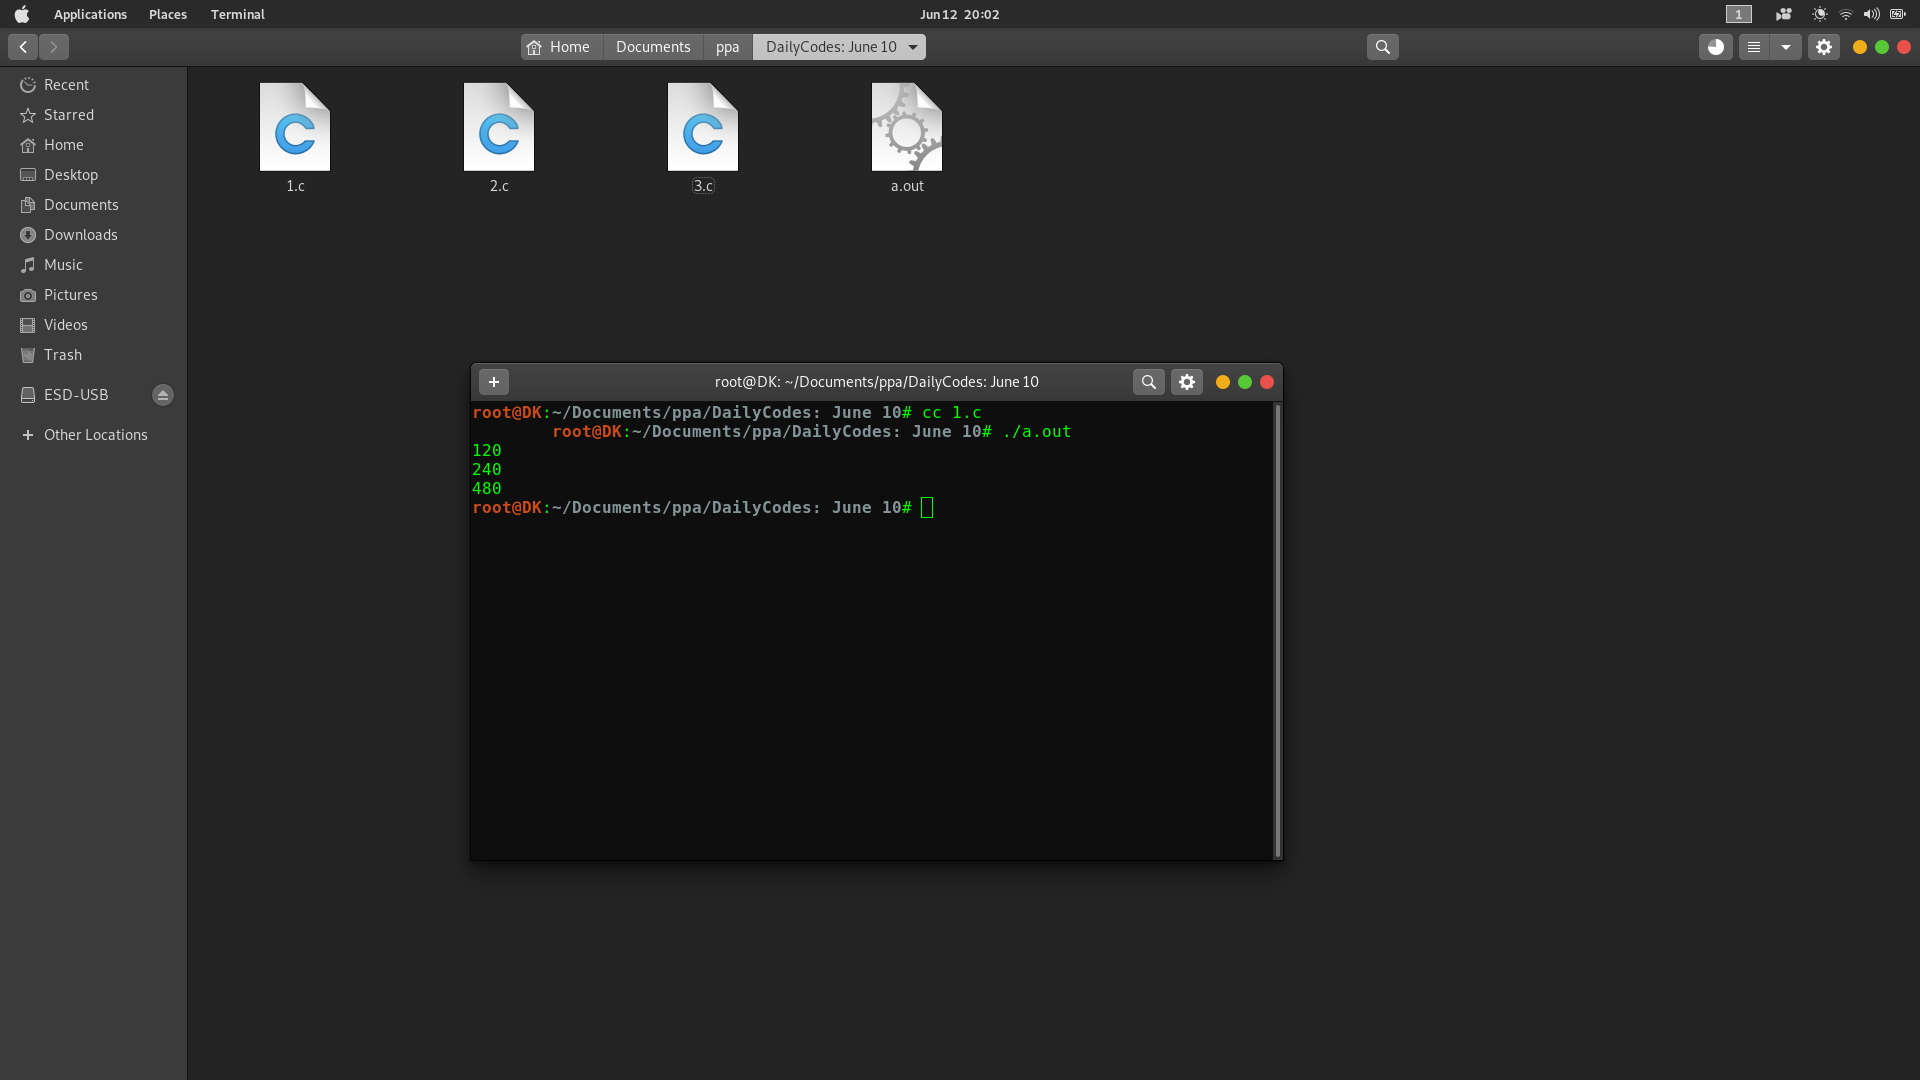 Applications Places Terminal Jun 12 20:02 1
Home Documents ppa DailyCodes: June 10
Recent
Starred
Home
Desktop
Documents
Downloads
Music
Pictures
Videos
Trash
ESD-USB
Other Locations
1.c 2.c 3.c a.out
root@DK: ~/Documents/ppa/DailyCodes: June 10
root@DK:~/Documents/ppa/DailyCodes: June 10# cc 1.c
root@DK:~/Documents/ppa/DailyCodes: June 10# ./a.out
120
240
480
root@DK:~/Documents/ppa/DailyCodes: June 10#